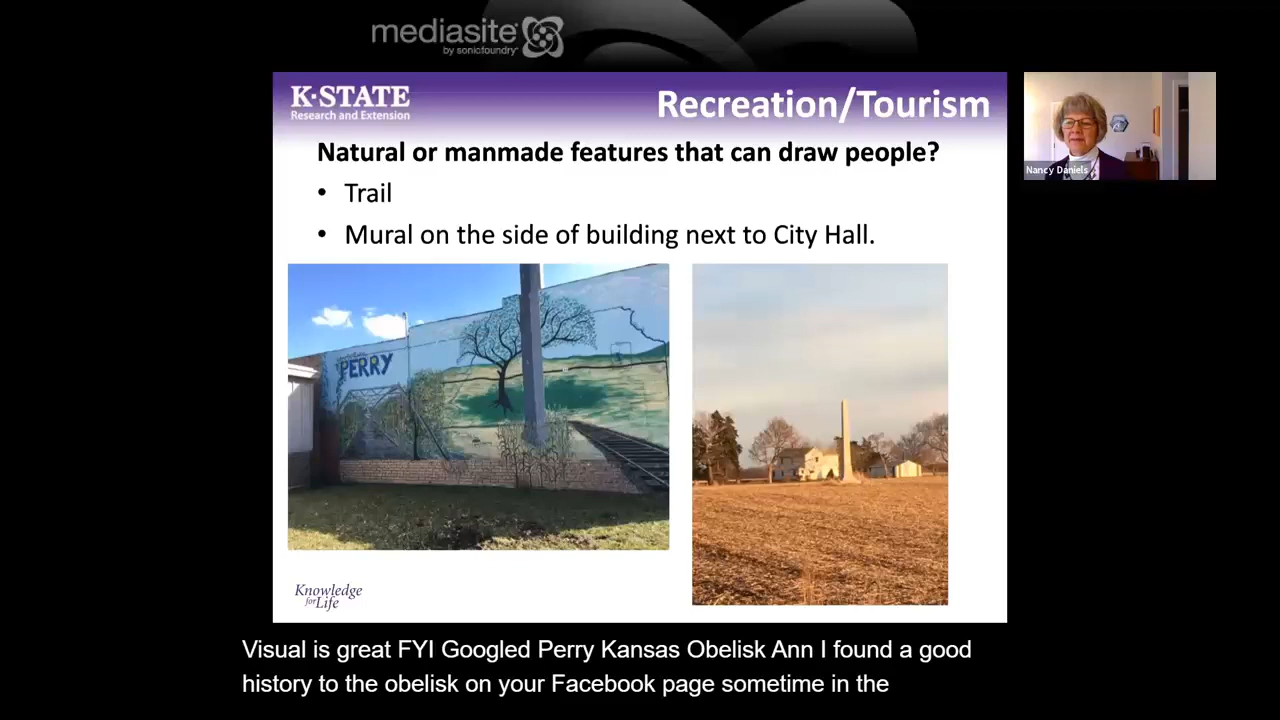 mediasite
by sonicfoundry
K·STATE
Research and Extension
Recreation/Tourism
Natural or manmade features that can draw people?
• Trail
• Mural on the side of building next to City Hall.
PERRY
Knowledge
for Life
Nancy Daniels
Visual is great FYI Googled Perry Kansas Obelisk Ann I found a good
history to the obelisk on your Facebook page sometime in the